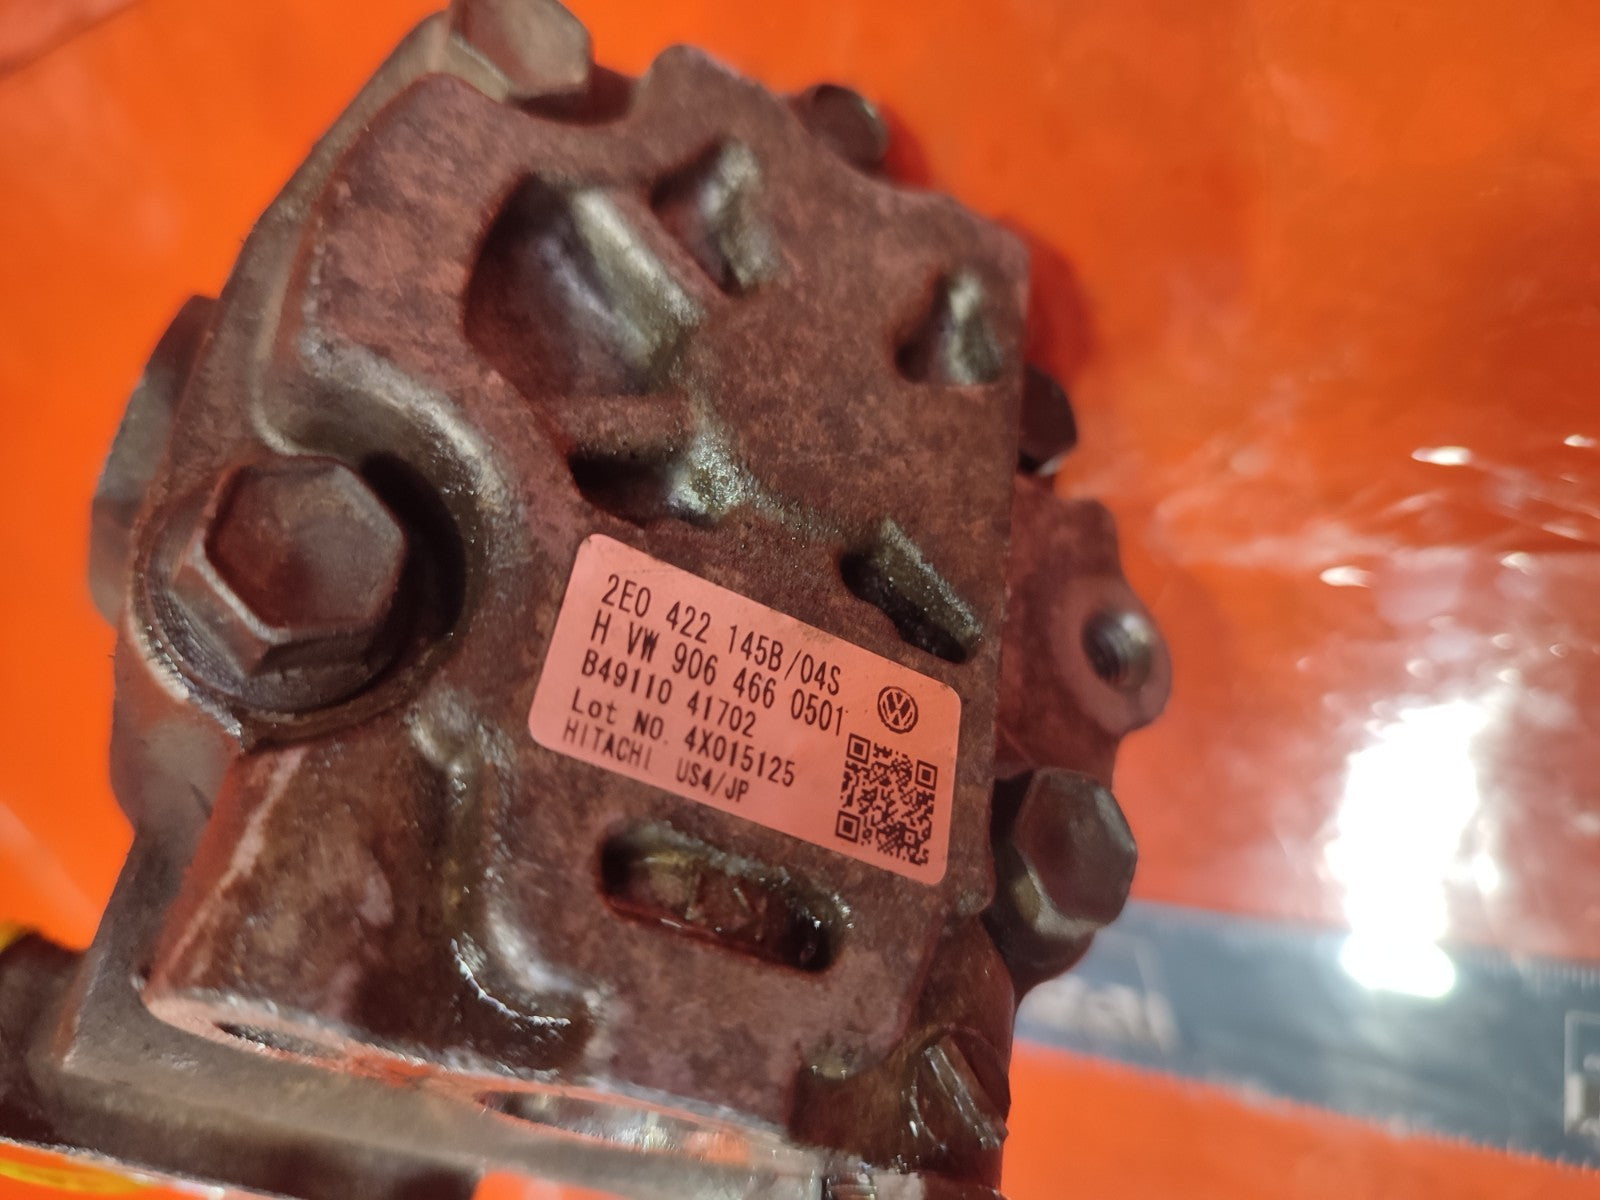 2E0 422 145B/04S
H VW 906 466 0501
B49110 41702
Lot NO. 4X015125
HITACHI US4/JP